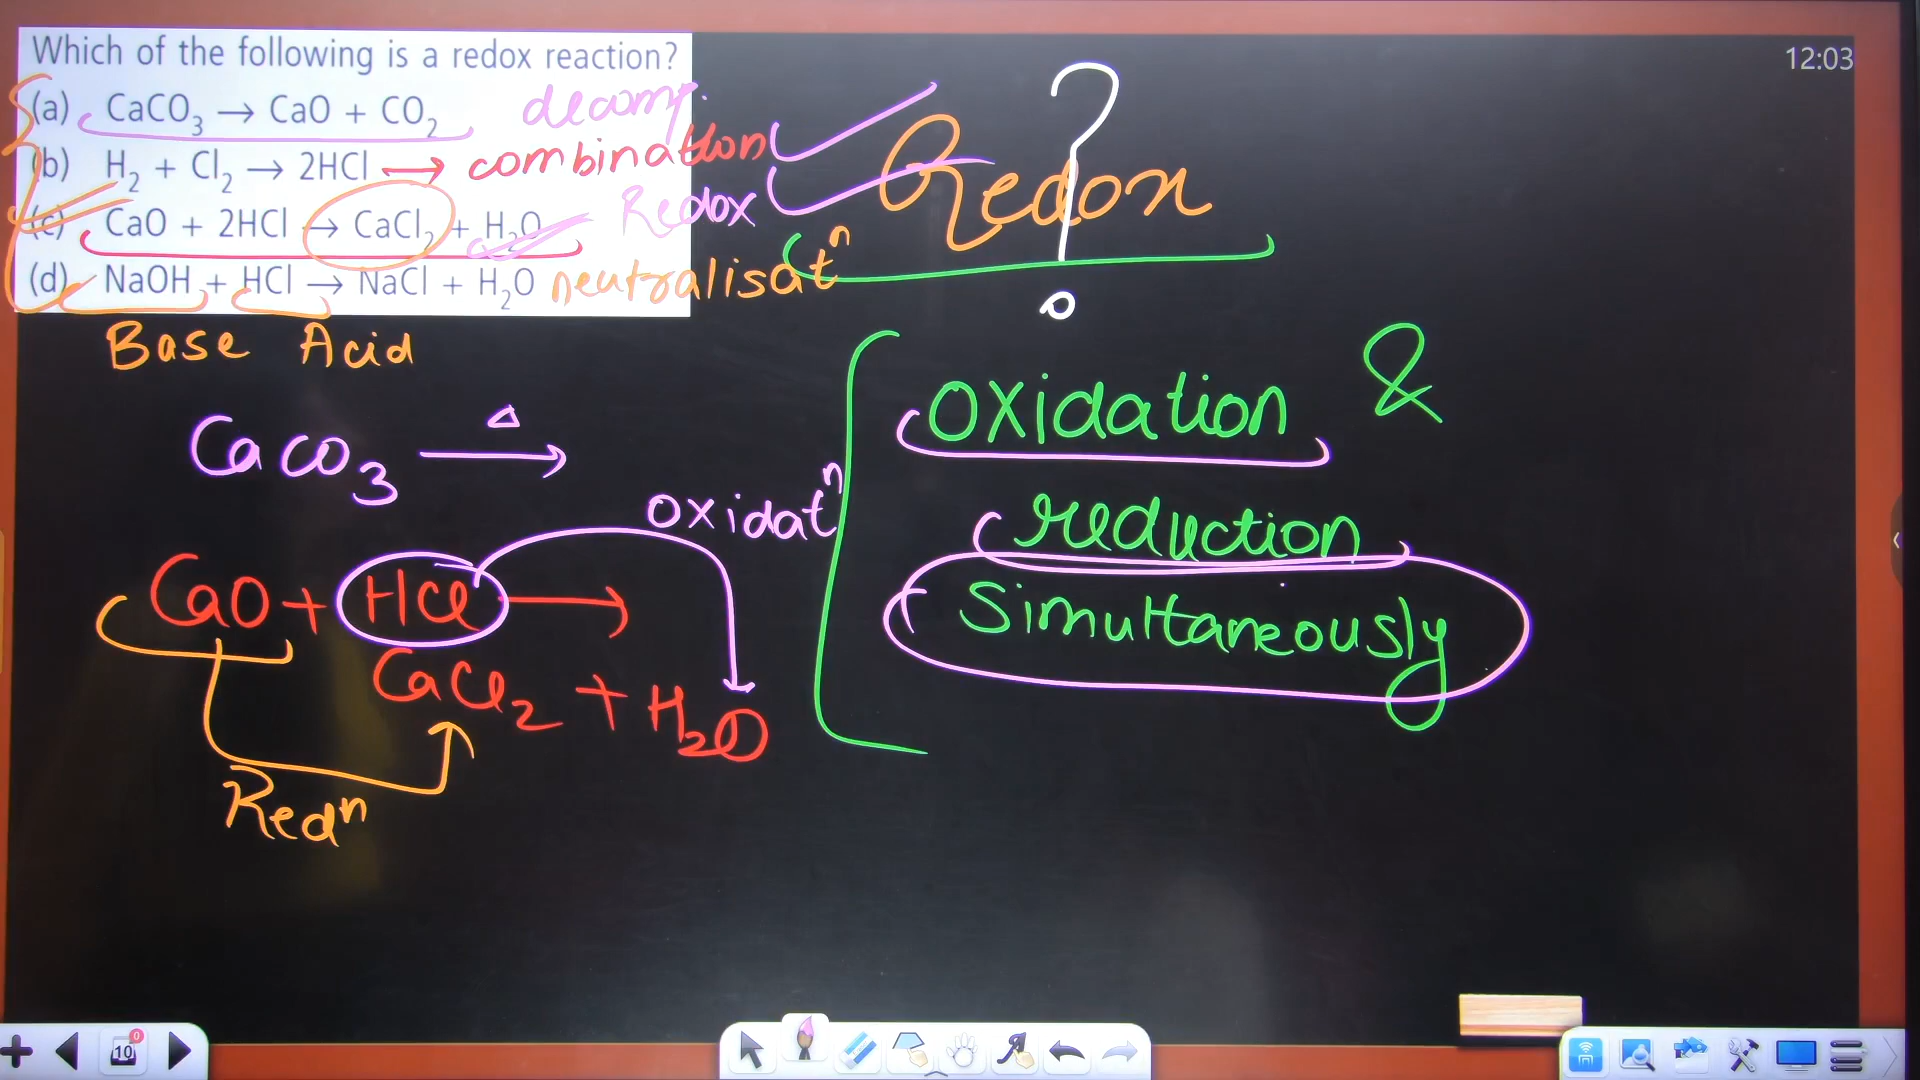 12:03
Which of the following is a redox reaction?
(a) CaCO₃ → CaO + CO₂ decomp.
(b) H₂ + Cl₂ → 2HCl → combination
(c) CaO + 2HCl → CaCl₂ + H₂O Redox
(d) NaOH + HCl → NaCl + H₂O neutralisatⁿ
Base Acid
Redox ?
CaCO₃ Δ →
oxidatⁿ
CaO + HCl →
CaCl₂ + H₂O
Redⁿ
Oxidation &
reduction
Simultaneously
10
0